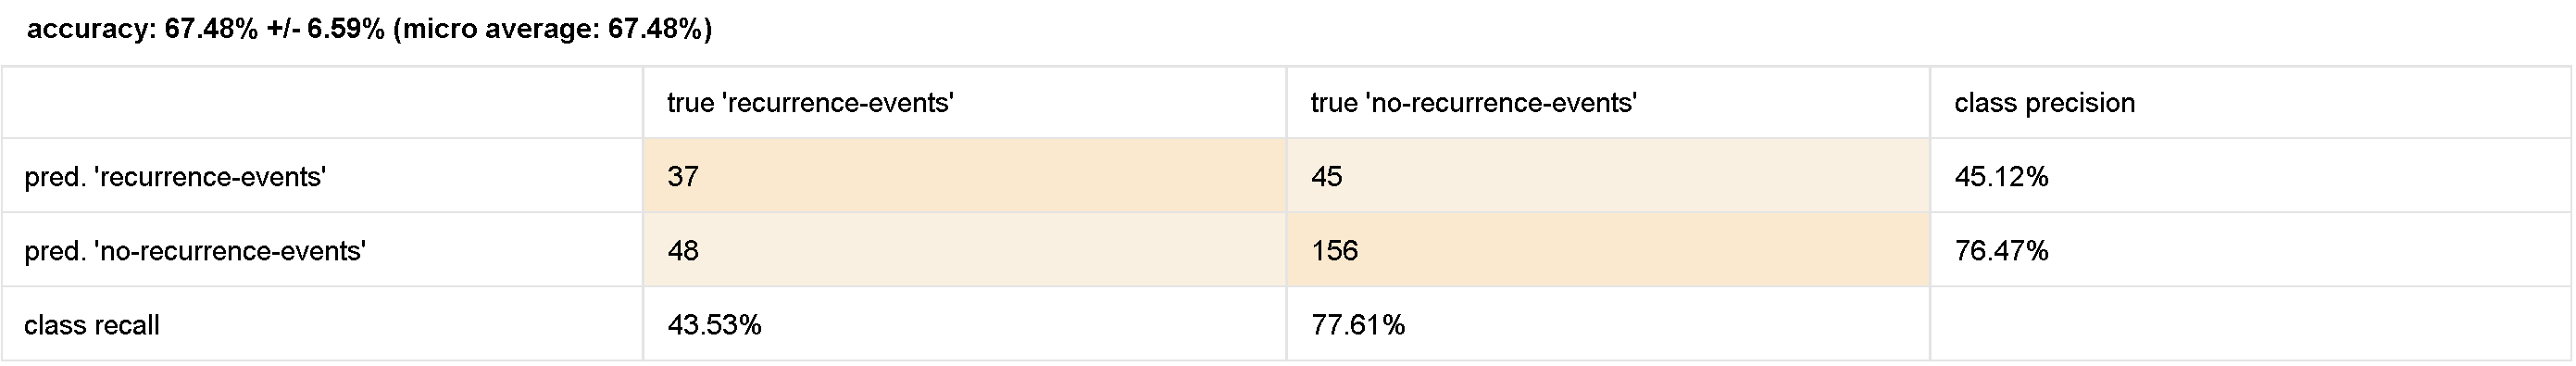 accuracy: 67.48% +/- 6.59% (micro average: 67.48%)
true 'recurrence-events' true 'no-recurrence-events' class precision
pred. 'recurrence-events' 37 45 45.12%
pred. 'no-recurrence-events' 48 156 76.47%
class recall 43.53% 77.61%